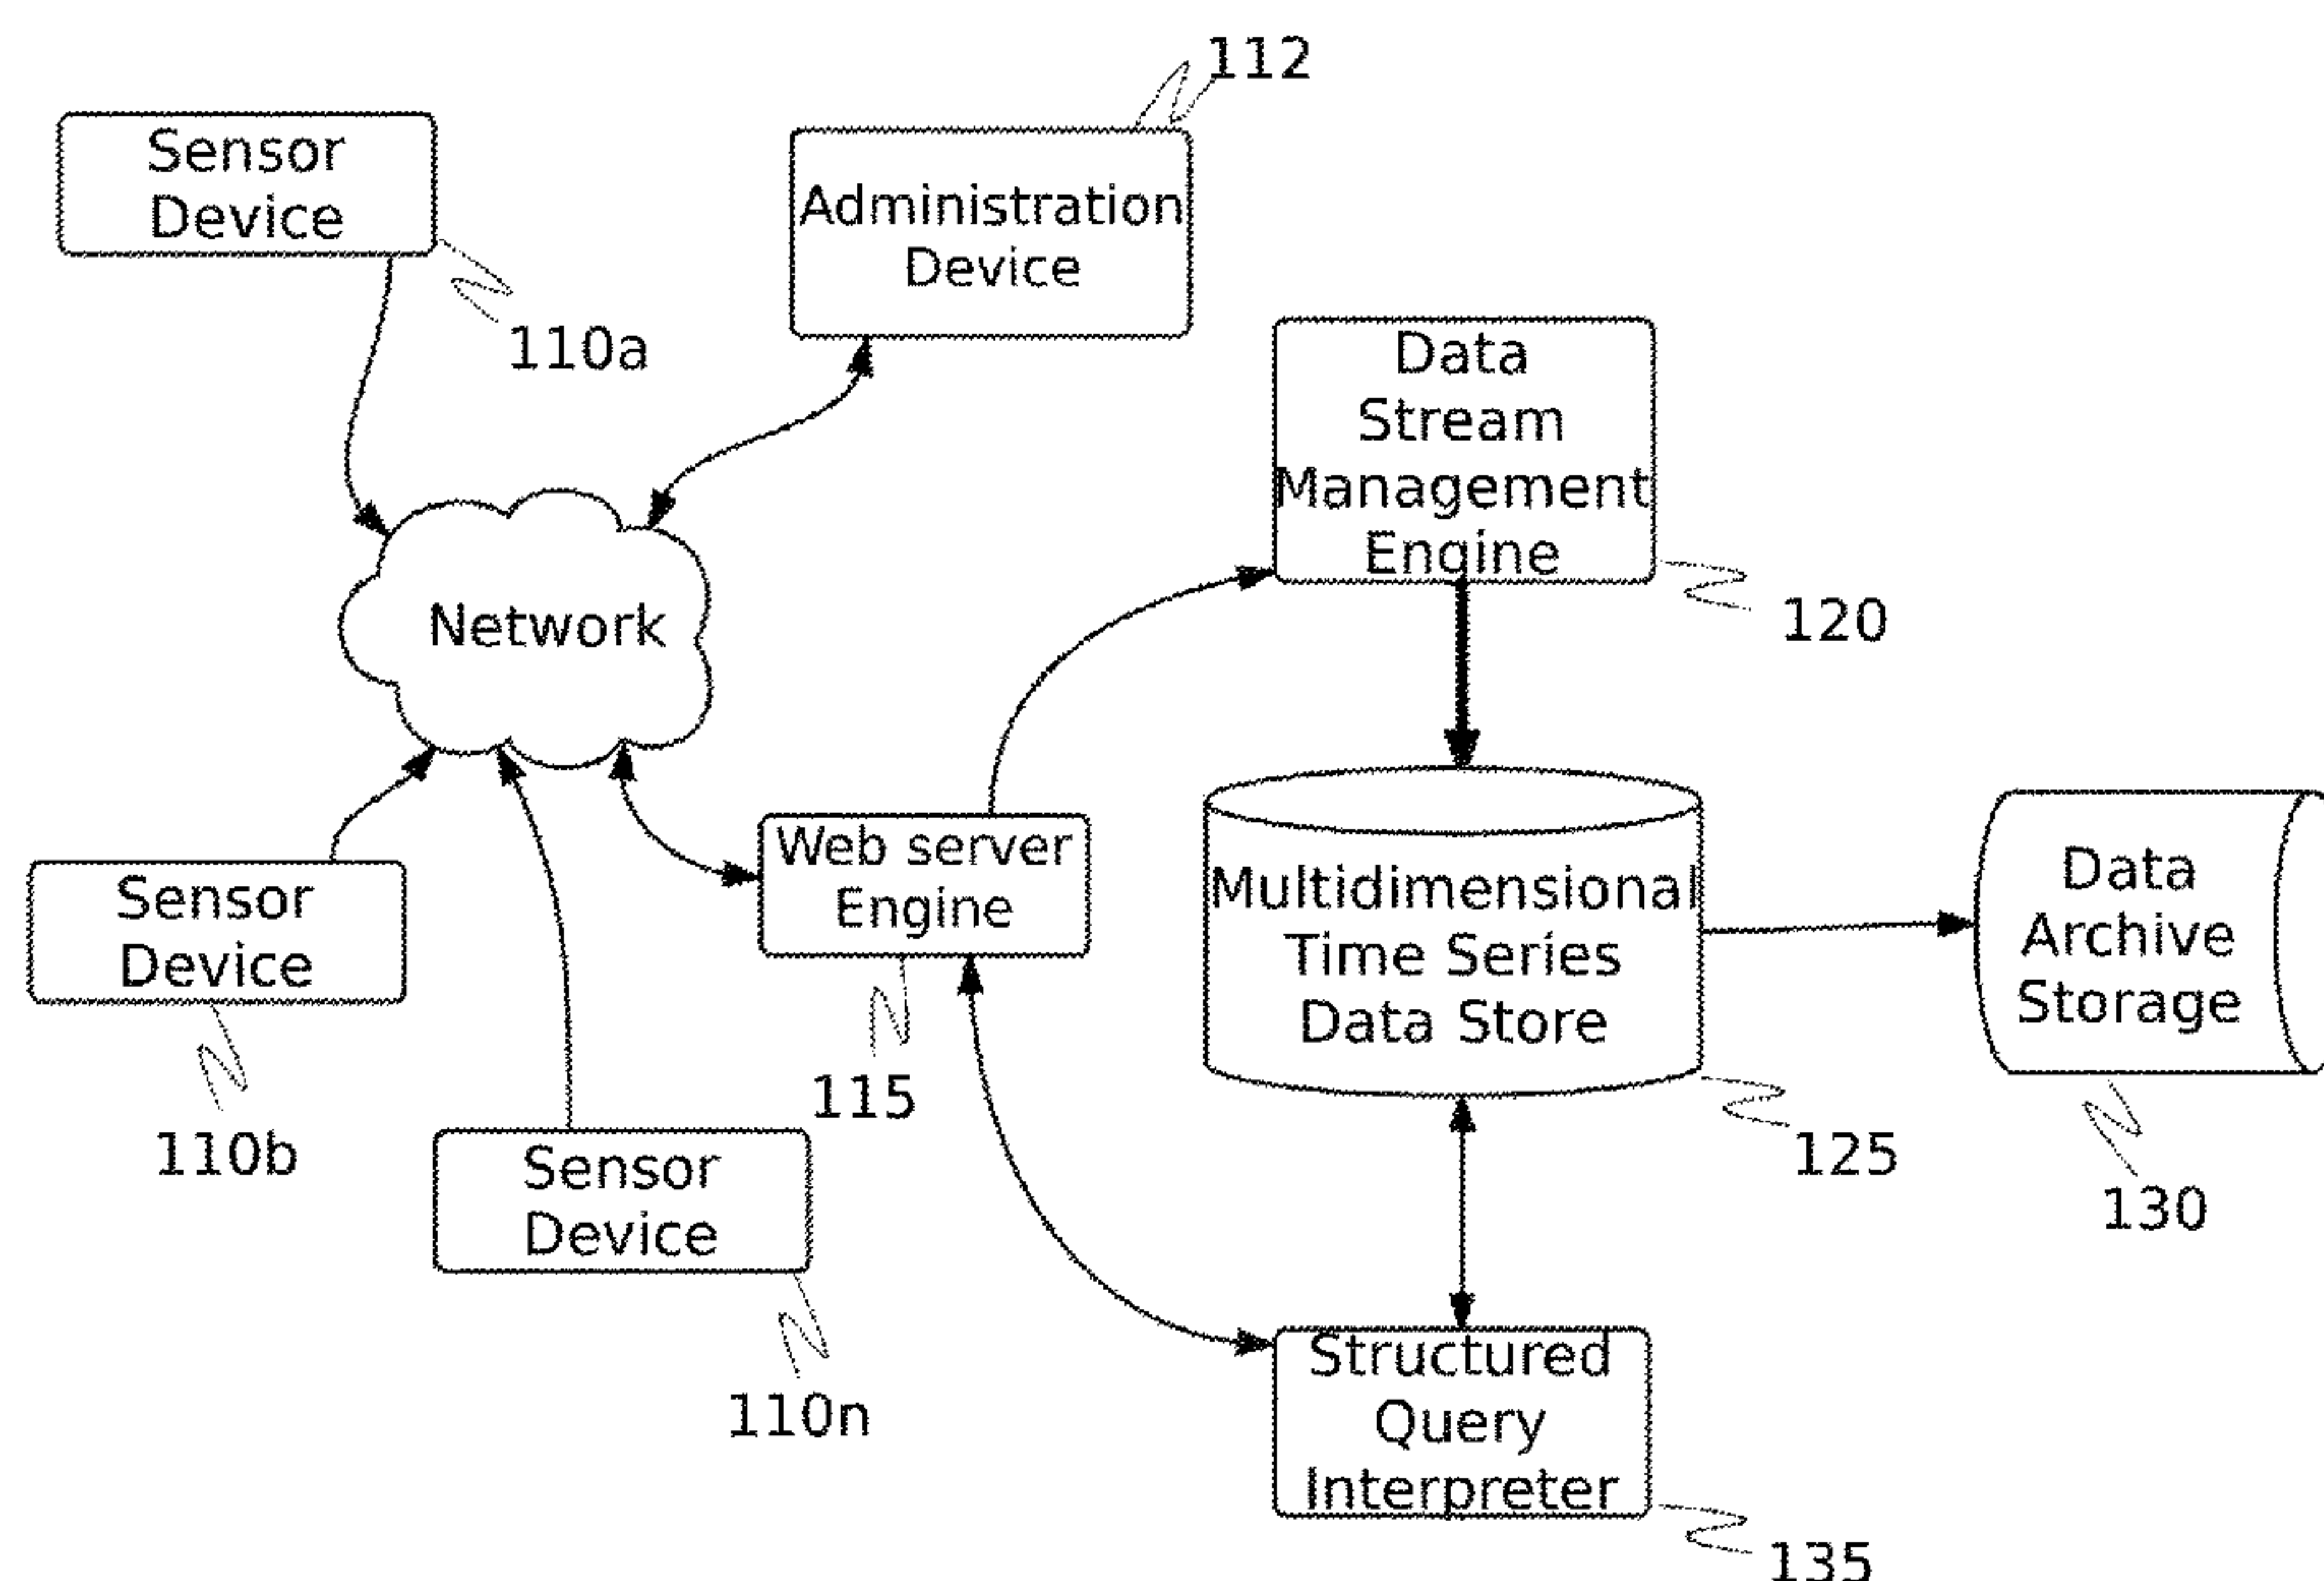 112
Sensor
Device
110a
Administration
Device
Data
Stream
Management
Engine
120
Network
Web server
Engine
115
Sensor
Device
110b
Sensor
Device
110n
Multidimensional
Time Series
Data Store
125
Data
Archive
Storage
130
Structured
Query
Interpreter
135